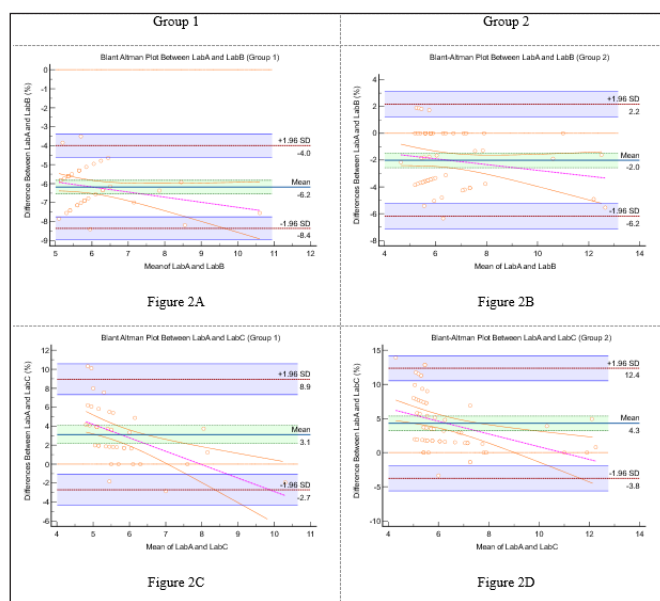 Group 1
Group 2
Blant Altman Plot Between LabA and LabB (Group 1)
Differences Between LabA and LabB (%)
0
-1
-2
-3
-4
-5
-6
-7
-8
-9
+1.96 SD
-4.0
Mean
-6.2
-1.96 SD
-8.4
5 6 7 8 9 10 11 12
Mean of LabA and LabB
Figure 2A
Blant-Altman Plot Between LabA and LabB (Group 2)
Differences Between LabA and LabB (%)
4
2
0
-2
-4
-6
-8
+1.96 SD
2.2
Mean
-2.0
-1.96 SD
-6.2
4 6 8 10 12 14
Mean of LabA and LabB
Figure 2B
Blant Altman Plot Between LabA and LabC (Group 1)
Differences Between LabA and LabC (%)
12
10
8
6
4
2
0
-2
-4
-6
+1.96 SD
8.9
Mean
3.1
-1.96 SD
-2.7
4 5 6 7 8 9 10 11
Mean of LabA and LabC
Figure 2C
Blant-Altman Plot Between LabA and LabC (Group 2)
Differences Between LabA and LabC (%)
15
10
5
0
-5
-10
+1.96 SD
12.4
Mean
4.3
-1.96 SD
-3.8
4 6 8 10 12 14
Mean of LabA and LabC
Figure 2D